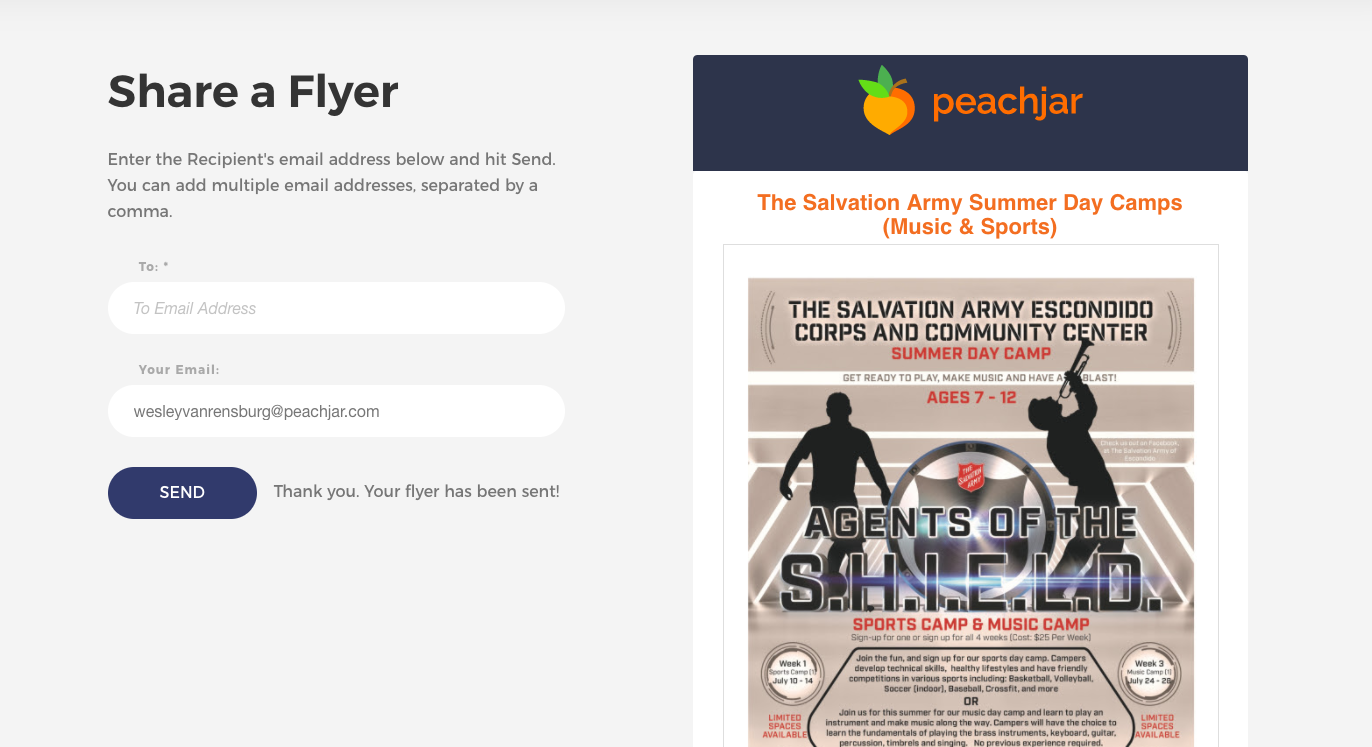 Share a Flyer
Enter the Recipient's email address below and hit Send.
You can add multiple email addresses, separated by a
comma.
To: *
To Email Address
Your Email:
wesleyvanrensburg@peachjar.com
SEND
Thank you. Your flyer has been sent!
peachjar
The Salvation Army Summer Day Camps
(Music & Sports)
THE SALVATION ARMY ESCONDIDO
CORPS AND COMMUNITY CENTER
SUMMER DAY CAMP
GET READY TO PLAY, MAKE MUSIC AND HAVE A BLAST!
AGES 7 - 12
Check us out on Facebook,
at The Salvation Army of
Escondido
THE
SALVATION
ARMY
AGENTS OF THE
S.H.I.E.L.D.
SPORTS CAMP & MUSIC CAMP
Sign-up for one or sign up for all 4 weeks (Cost: $25 Per Week)
Week 1
Sports Camp (1)
July 10 - 14
LIMITED
SPACES
AVAILABLE
Join the fun, and sign up for our sports day camp. Campers
develop technical skills, healthy lifestyles and have friendly
competitions in various sports including: Basketball, Volleyball,
Soccer (indoor), Baseball, Crossfit, and more
OR
Join us for this summer for our music day camp and learn to play an
instrument and make music along the way. Campers will have the choice to
learn the fundamentals of playing the brass instruments, keyboard, guitar,
percussion, timbrels and singing. No previous experience required.
Week 3
Music Camp (1)
July 24 - 28
LIMITED
SPACES
AVAILABLE